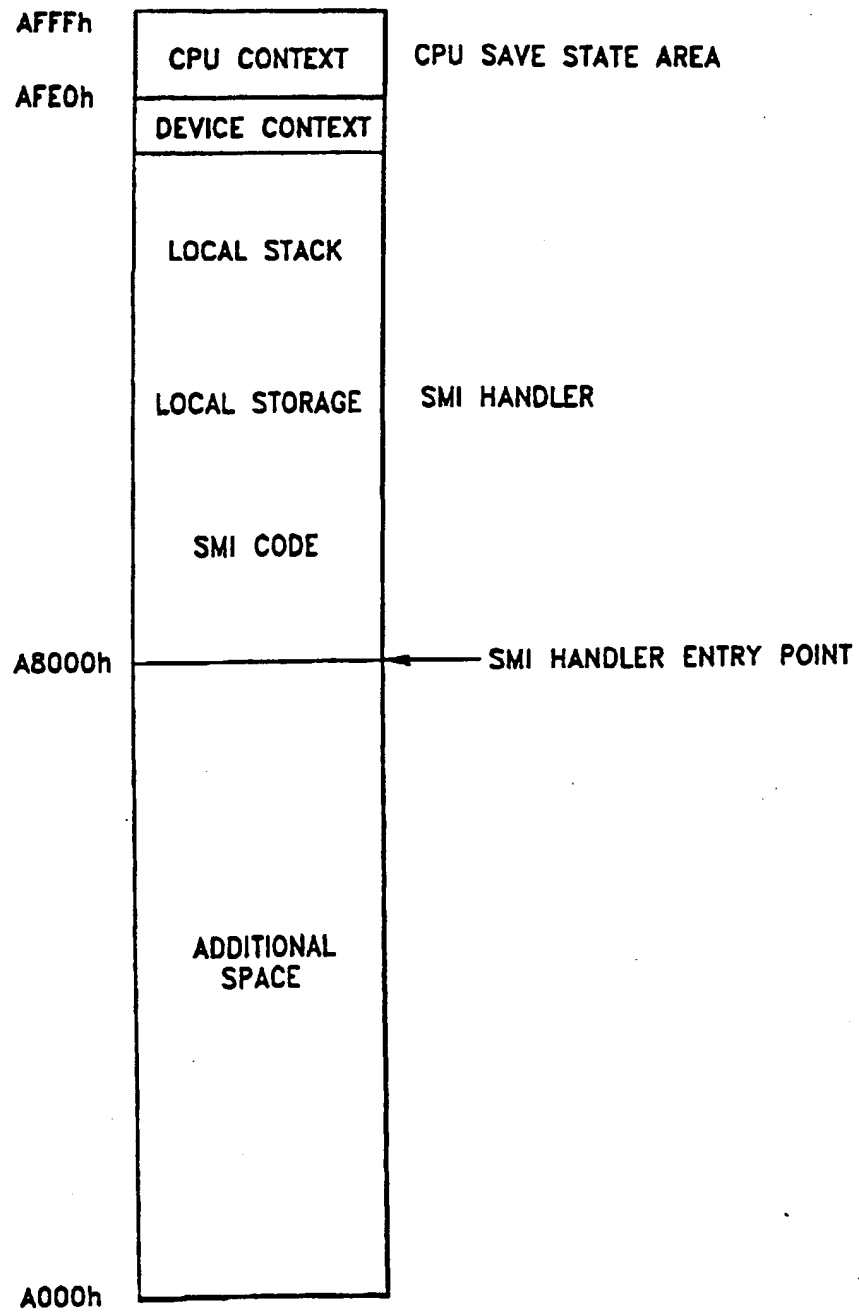 AFFFh
CPU CONTEXT CPU SAVE STATE AREA
AFE0h
DEVICE CONTEXT
LOCAL STACK
LOCAL STORAGE SMI HANDLER
SMI CODE
A8000h SMI HANDLER ENTRY POINT
ADDITIONAL
SPACE
A000h